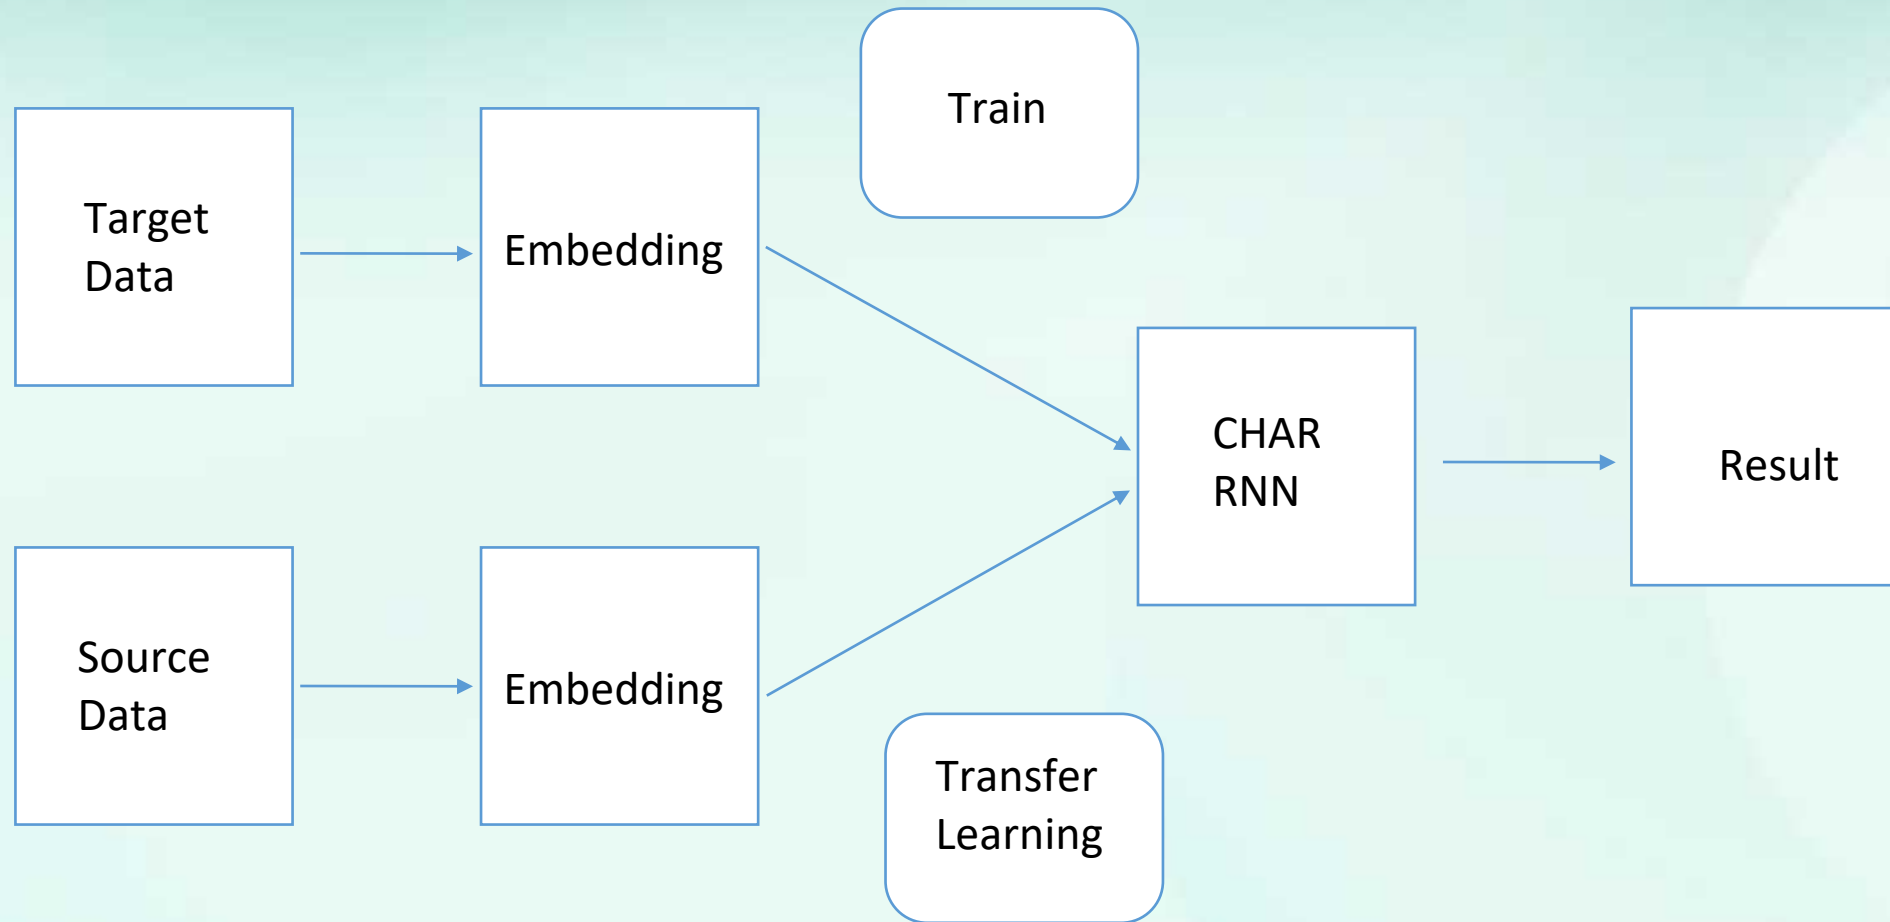 Train
Target
Data
Embedding
CHAR
RNN
Result
Source
Data
Embedding
Transfer
Learning